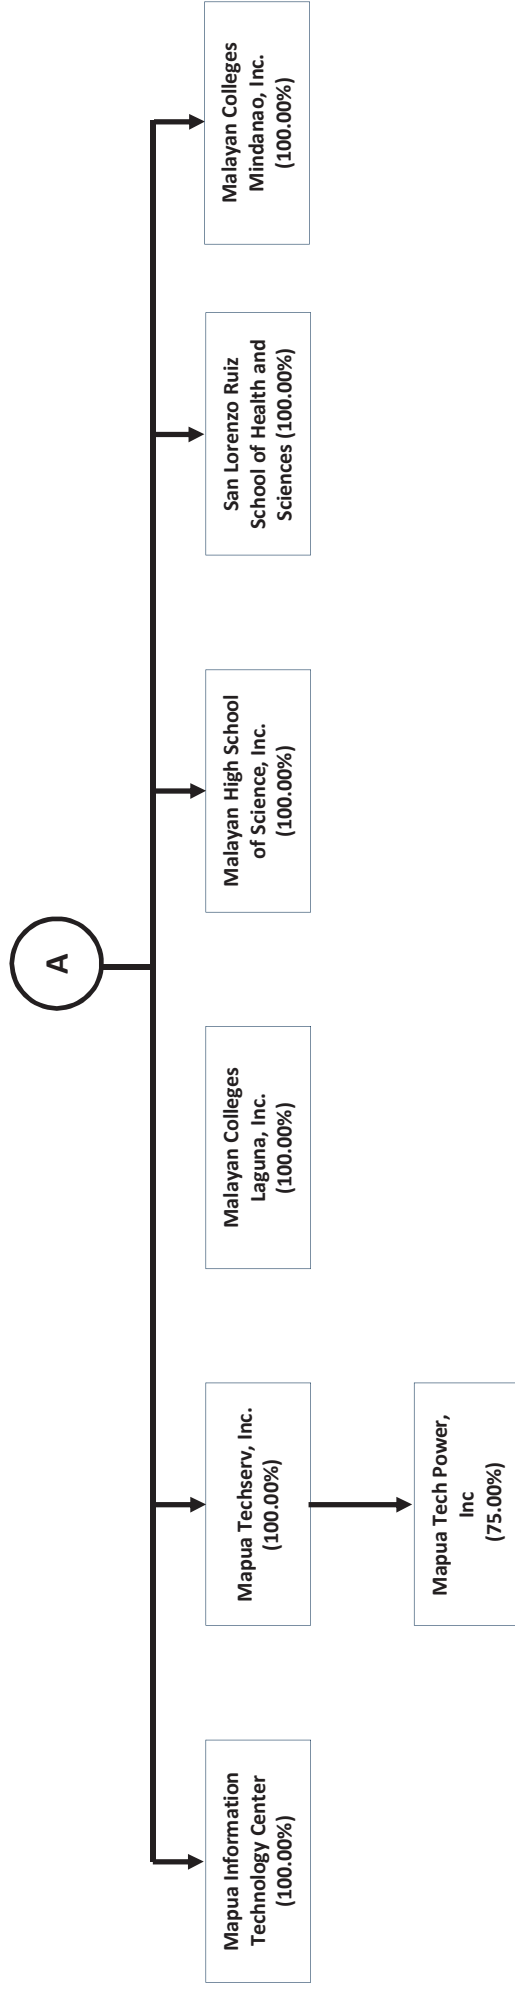 A
Mapua Information
Technology Center
(100.00%)
Mapua Techserv, Inc.
(100.00%)
Malayan Colleges
Laguna, Inc.
(100.00%)
Malayan High School
of Science, Inc.
(100.00%)
San Lorenzo Ruiz
School of Health and
Sciences (100.00%)
Malayan Colleges
Mindanao, Inc.
(100.00%)
Mapua Tech Power,
Inc
(75.00%)